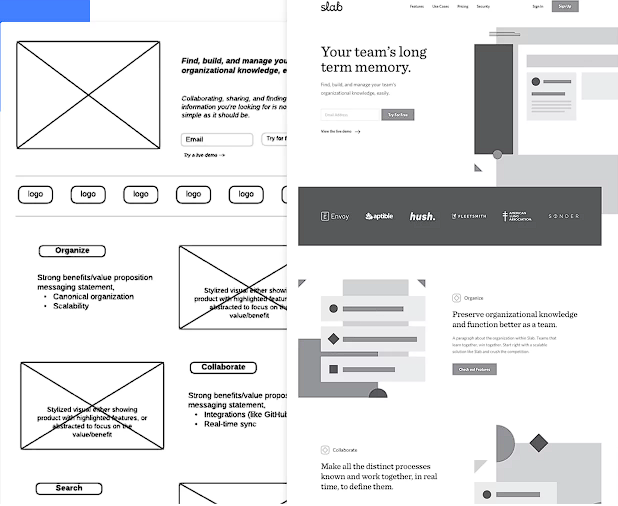 Find, build, and manage you
organizational knowledge, e
Collaborating, sharing, and finding
information you're looking for is no
simple as it should be.
Email
Try for f
Try a live demo -->
logo
logo
logo
logo
logo
logo
Organize
Strong benefits/value proposition
messaging statement,
• Canonical organization
• Scalability
Stylized visual either showi
product with highlighted featur
abstracted to focus on the
value/benefit
Collaborate
Strong benefits/value propos
messaging statement,
• Integrations (like GitHub
• Real-time sync
Stylized visual either showing
product with highlighted features, or
abstracted to focus on the
value/benefit
Search
slab
Features
Use Cases
Pricing
Security
Sign In
Sign Up
Your team's long
term memory.
Find, build, and manage your team's
organizational knowledge, easily.
Email Address
Try for Free
View the live demo
Envoy
aptible
hush.
FLEETSMITH
AMERICAN
LUNG
ASSOCIATION
SONDER
Organize
Preserve organizational knowledge
and function better as a team.
A paragraph about the organization within Slab. Teams that
learn together, win together. Start right with a scalable
solution like Slab and crush the competition.
Check out Features
Collaborate
Make all the distinct processes
known and work together, in real
time, to define them.